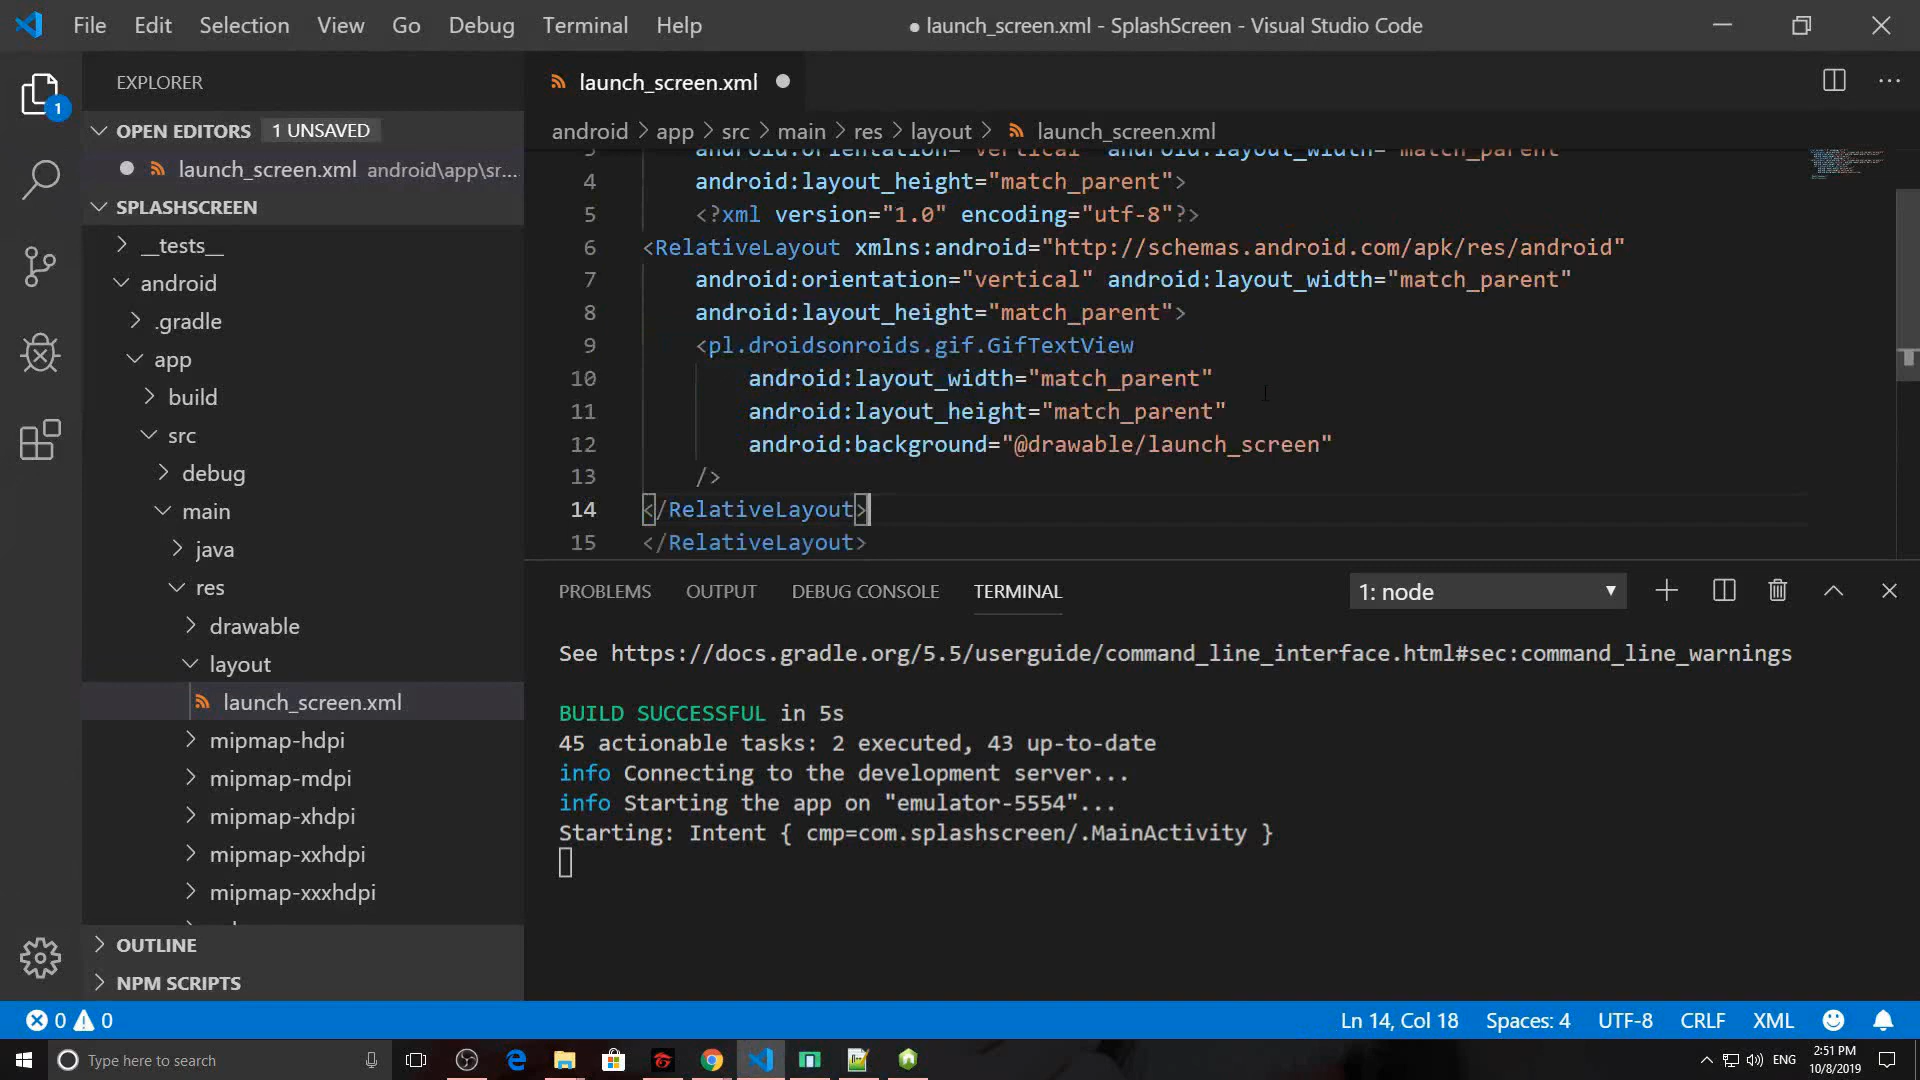 File Edit Selection View Go Debug Terminal Help
● launch_screen.xml - SplashScreen - Visual Studio Code
EXPLORER
OPEN EDITORS 1 UNSAVED
launch_screen.xml android\app\sr...
SPLASHSCREEN
__tests__
android
.gradle
app
build
src
debug
main
java
res
drawable
layout
launch_screen.xml
mipmap-hdpi
mipmap-mdpi
mipmap-xhdpi
mipmap-xxhdpi
mipmap-xxxhdpi
OUTLINE
NPM SCRIPTS
1
launch_screen.xml
android > app > src > main > res > layout > launch_screen.xml
3 android:orientation="vertical" android:layout_width="match_parent"
4 android:layout_height="match_parent">
5 <?xml version="1.0" encoding="utf-8"?>
6 <RelativeLayout xmlns:android="http://schemas.android.com/apk/res/android"
7 android:orientation="vertical" android:layout_width="match_parent"
8 android:layout_height="match_parent">
9 <pl.droidsonroids.gif.GifTextView
10 android:layout_width="match_parent"
11 android:layout_height="match_parent"
12 android:background="@drawable/launch_screen"
13 />
14 </RelativeLayout>
15 </RelativeLayout>
PROBLEMS OUTPUT DEBUG CONSOLE TERMINAL 1: node
See https://docs.gradle.org/5.5/userguide/command_line_interface.html#sec:command_line_warnings
BUILD SUCCESSFUL in 5s
45 actionable tasks: 2 executed, 43 up-to-date
info Connecting to the development server...
info Starting the app on "emulator-5554"...
Starting: Intent { cmp=com.splashscreen/.MainActivity }
0 0 Ln 14, Col 18 Spaces: 4 UTF-8 CRLF XML
Type here to search
ENG
2:51 PM
10/8/2019